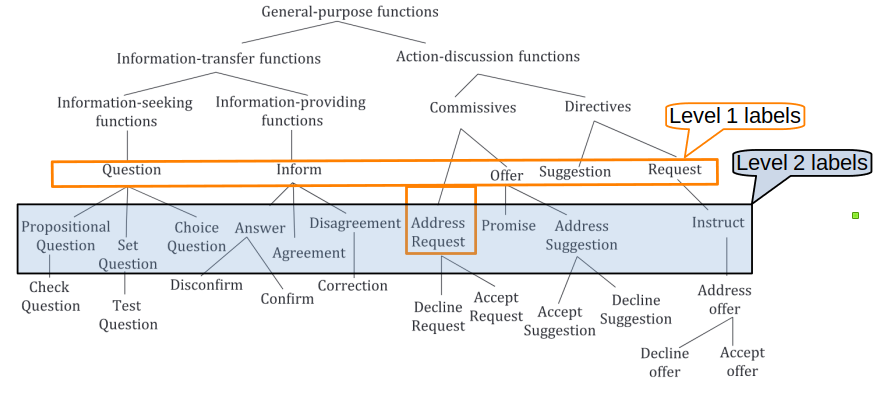 General-purpose functions
Information-transfer functions
Action-discussion functions
Information-seeking
functions
Information-providing
functions
Commissives
Directives
Level 1 labels
Level 2 labels
Question
Inform
Offer
Suggestion
Request
Propositional
Question
Set
Question
Choice
Question
Answer
Agreement
Disagreement
Address
Request
Promise
Address
Suggestion
Instruct
Check
Question
Test
Question
Disconfirm
Confirm
Correction
Decline
Request
Accept
Request
Accept
Suggestion
Decline
Suggestion
Address
offer
Decline
offer
Accept
offer